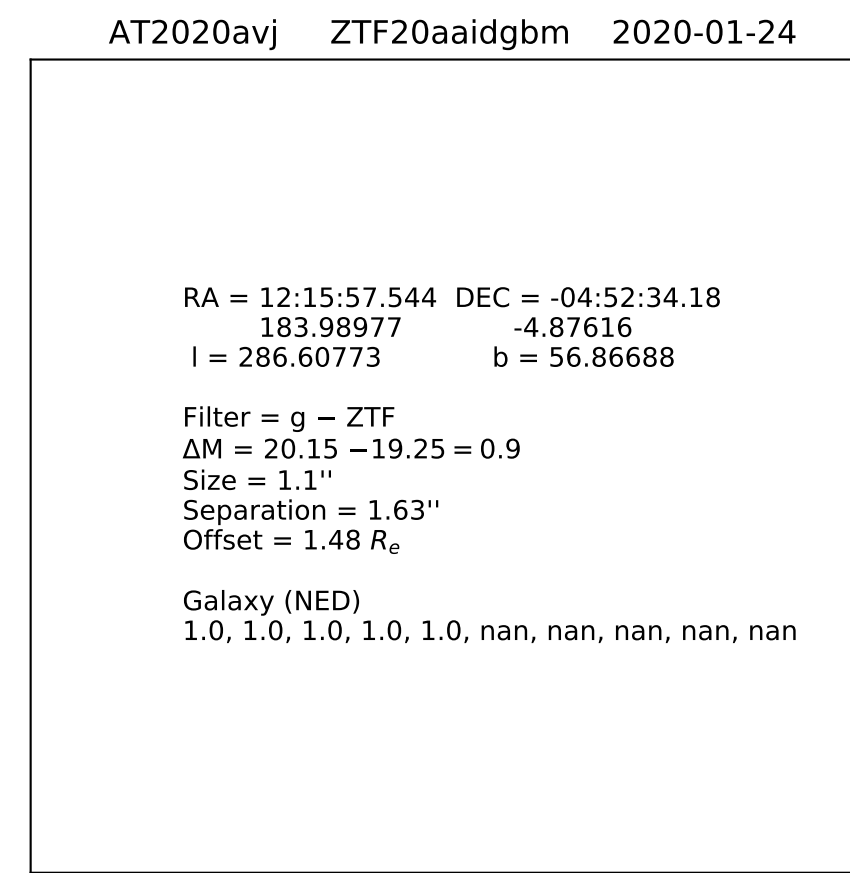 AT2020avj ZTF20aaidgbm 2020-01-24
RA = 12:15:57.544 DEC = -04:52:34.18
183.98977 -4.87616
l = 286.60773 b = 56.86688
Filter = g − ZTF
ΔM = 20.15 −19.25 = 0.9
Size = 1.1''
Separation = 1.63''
Offset = 1.48 Rₑ
Galaxy (NED)
1.0, 1.0, 1.0, 1.0, 1.0, nan, nan, nan, nan, nan